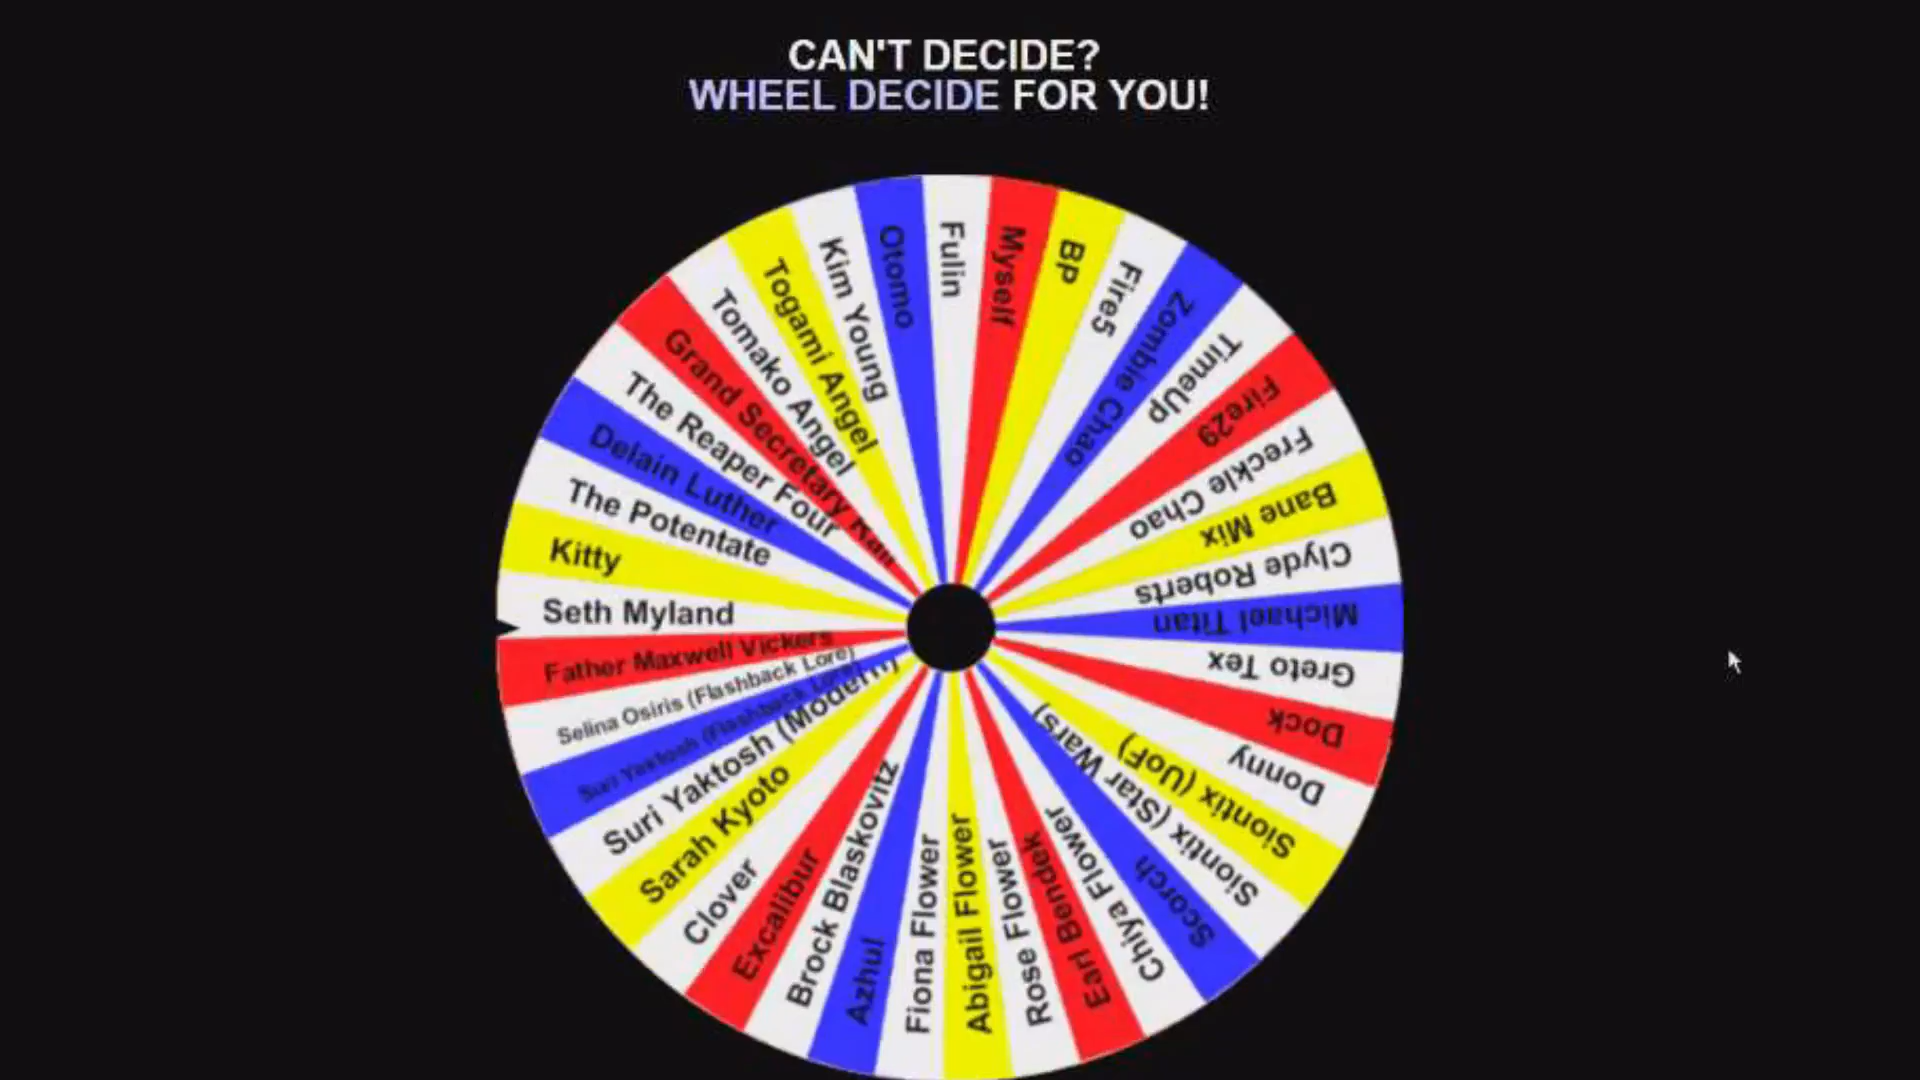 CAN'T DECIDE?
WHEEL DECIDE FOR YOU!
Fulin
Myself
BP
Fire5
Zombie Chao
TimeUp
Fire29
Freckle Chao
Bane Mix
Clyde Roberts
Michael Titan
Greto Tex
Dock
Donny
Siontix (UoF)
Siontix (Star Wars)
Scorch
Chiya Flower
Earl Bendek
Rose Flower
Abigail Flower
Fiona Flower
Azhul
Brock Blaskovitz
Excalibur
Clover
Sarah Kyoto
Suri Yaktosh (Modern)
Suri Yaktosh (Flashback Lore)
Selina Osiris (Flashback Lore)
Father Maxwell Vickers
Seth Myland
Kitty
The Potentate
Delain Luther
The Reaper Four
Grand Secretary
Tomako Angel
Togami Angel
Kim Young
Otomo